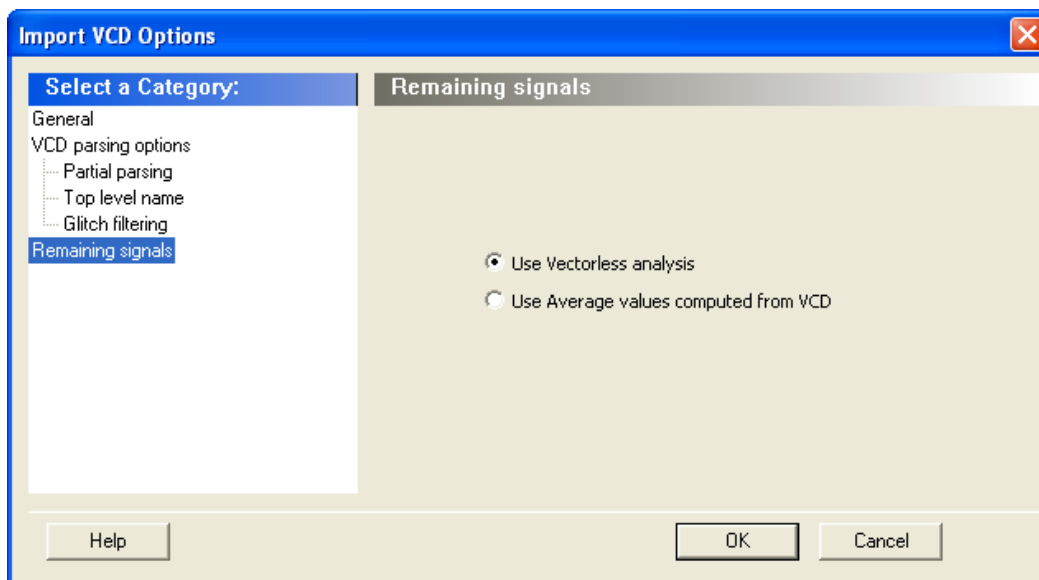 Import VCD Options
Select a Category:
General
VCD parsing options
Partial parsing
Top level name
Glitch filtering
Remaining signals
Remaining signals
Use Vectorless analysis
Use Average values computed from VCD
Help
OK
Cancel